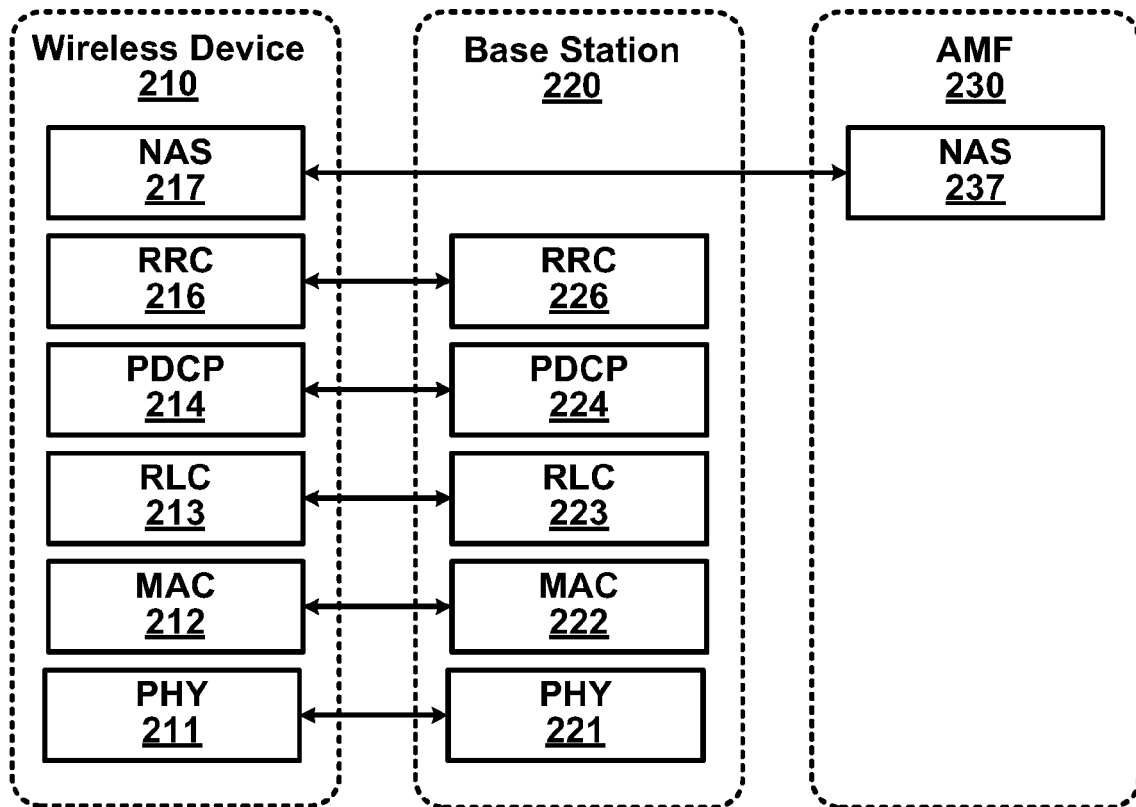 Wireless Device
210
Base Station
220
AMF
230
NAS
217
NAS
237
RRC
216
RRC
226
PDCP
214
PDCP
224
RLC
213
RLC
223
MAC
212
MAC
222
PHY
211
PHY
221